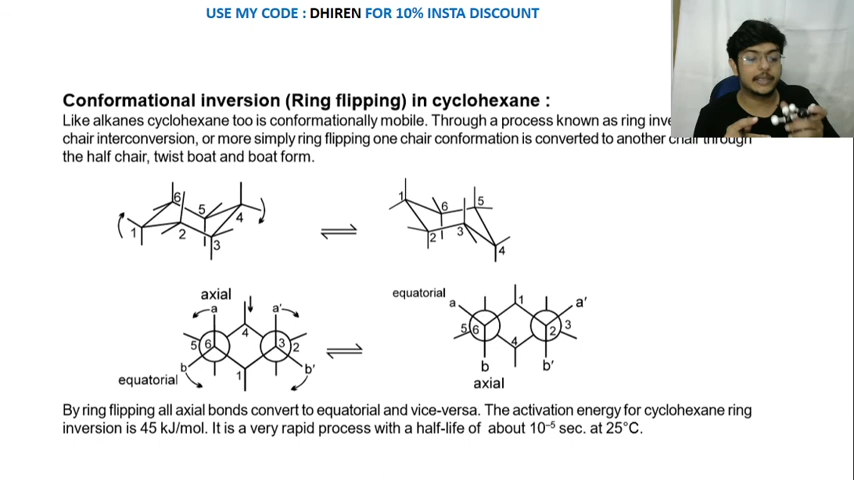 USE MY CODE : DHIREN FOR 10% INSTA DISCOUNT
Conformational inversion (Ring flipping) in cyclohexane :
Like alkanes cyclohexane too is conformationally mobile. Through a process known as ring inve
chair interconversion, or more simply ring flipping one chair conformation is converted to another chair through
the half chair, twist boat and boat form.
6 5 4 1 2 3
1 6 5 2 3 4
axial
a a'
4
5 6 3 2
b 1 b'
equatorial
equatorial
a 1 a'
5 6 2 3
4
b b'
axial
By ring flipping all axial bonds convert to equatorial and vice-versa. The activation energy for cyclohexane ring
inversion is 45 kJ/mol. It is a very rapid process with a half-life of about 10⁻⁵ sec. at 25°C.